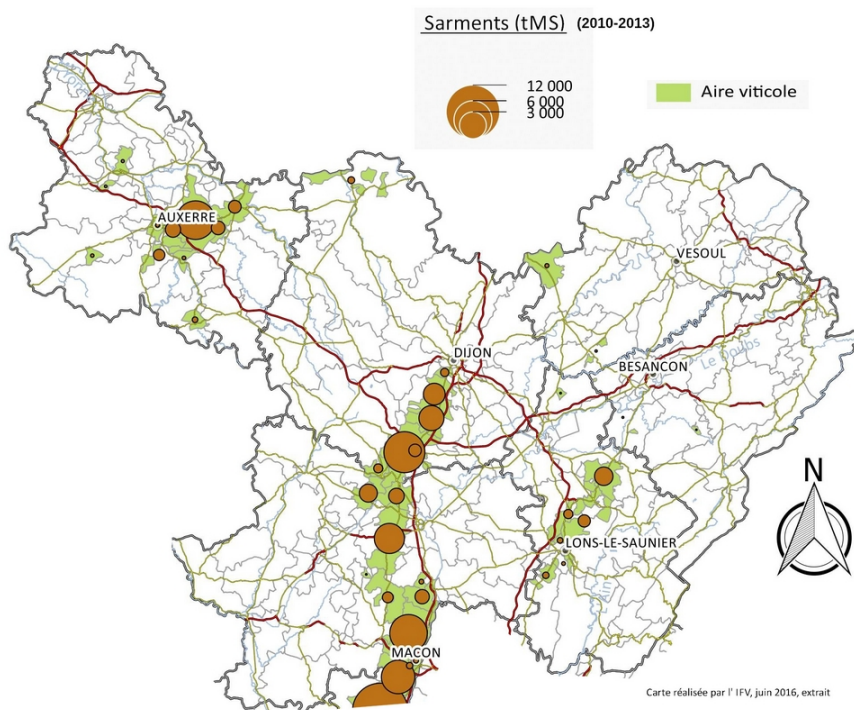 Sarments (tMS) (2010-2013)
12 000
6 000
3 000
Aire viticole
AUXERRE
VESOUL
DIJON
BESANCON
Le Doubs
N
LONS-LE-SAUNIER
MACON
Carte réalisée par l' IFV, juin 2016, extrait